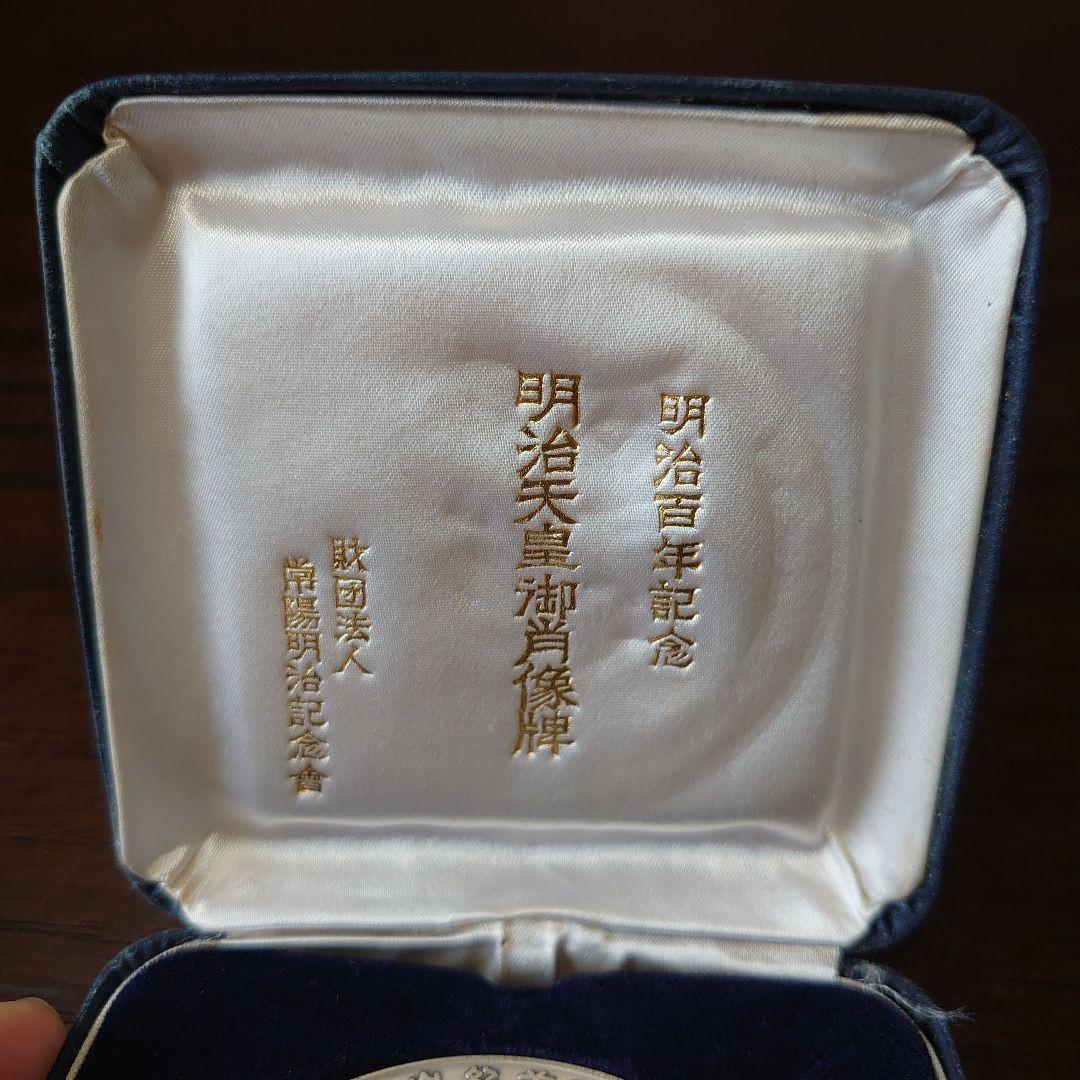 明治百年記念
明治天皇御肖像牌
財団法人
常陽明治記念會